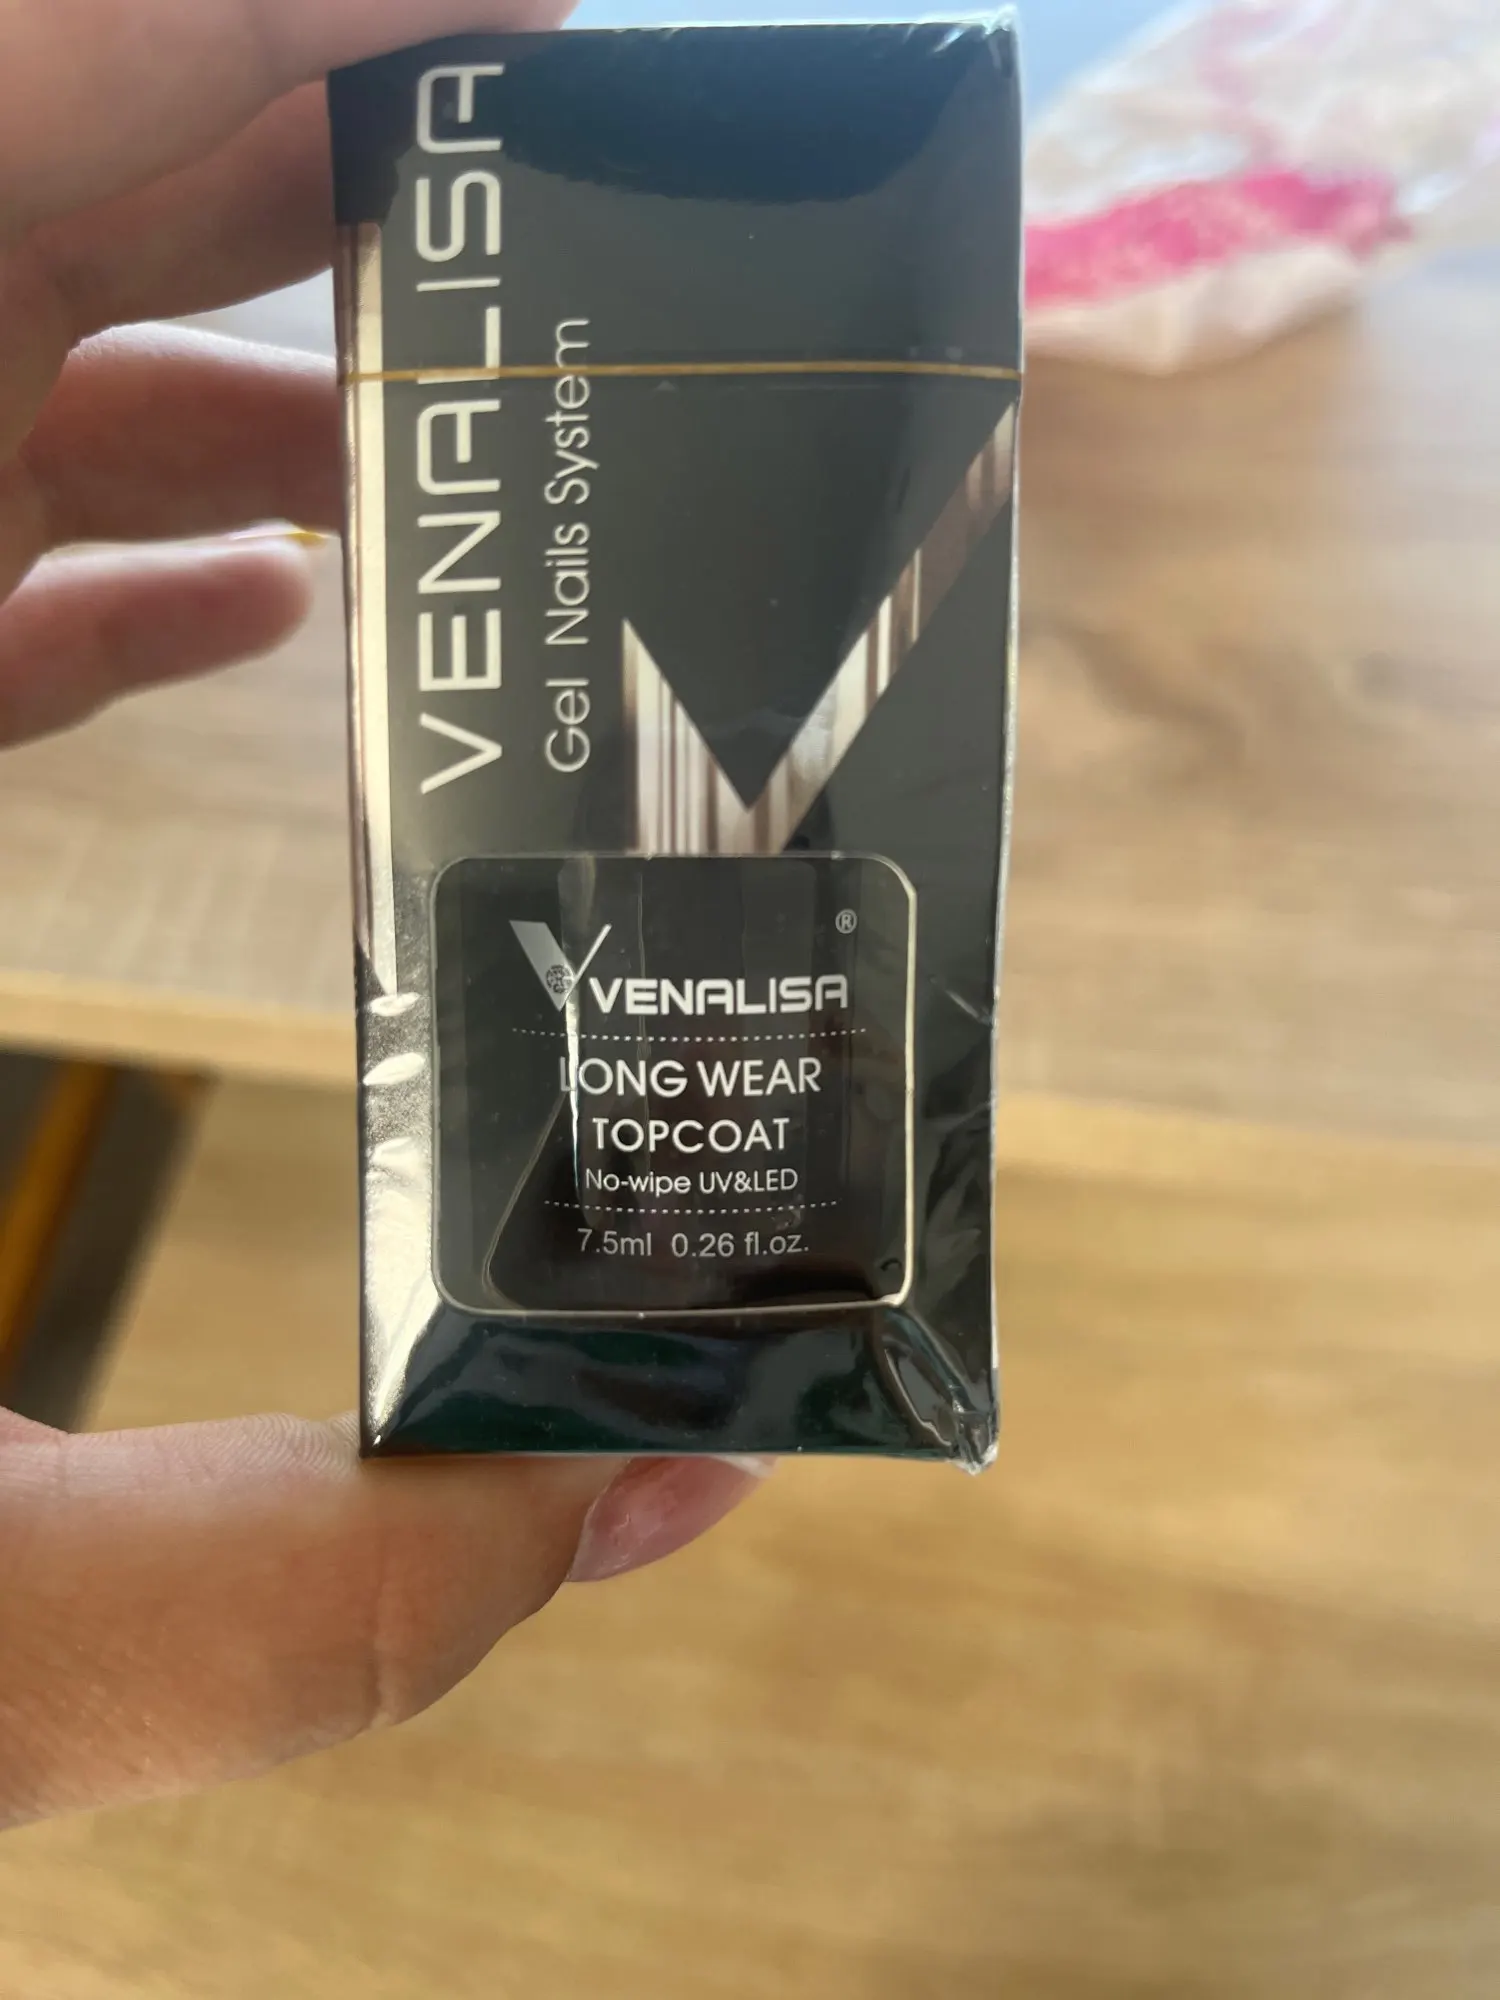 VENALISA
Gel Nails System
VENALISA ®
LONG WEAR
TOPCOAT
No-wipe UV&LED
7.5ml 0.26 fl.oz.